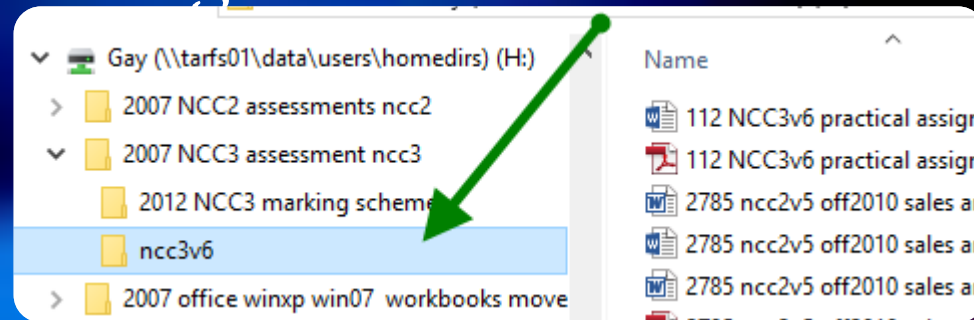 Gay (\\tarfs01\data\users\homedirs) (H:)
2007 NCC2 assessments ncc2
2007 NCC3 assessment ncc3
2012 NCC3 marking scheme
ncc3v6
2007 office winxp win07 workbooks move
Name
112 NCC3v6 practical assign
112 NCC3v6 practical assign
2785 ncc2v5 off2010 sales a
2785 ncc2v5 off2010 sales a
2785 ncc2v5 off2010 sales a